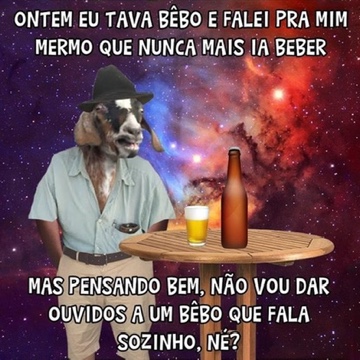 ONTEM EU TAVA BÊBO E FALEI PRA MIM
MERMO QUE NUNCA MAIS IA BEBER
MAS PENSANDO BEM, NÃO VOU DAR
OUVIDOS A UM BÊBO QUE FALA
SOZINHO, NÉ?